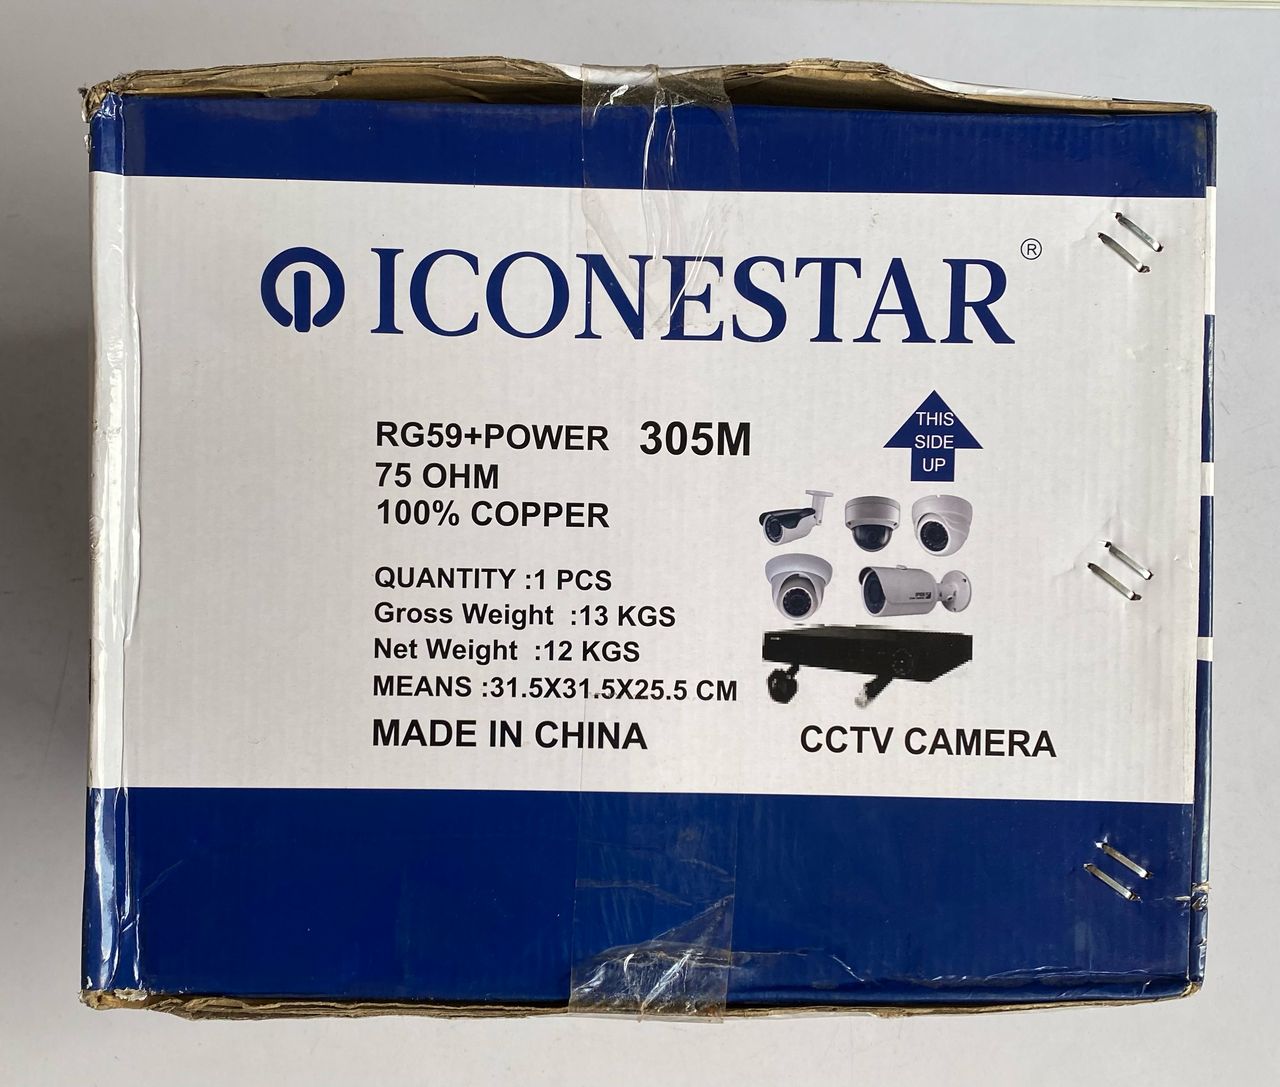 ICONESTAR ®
RG59+POWER 305M
75 OHM
100% COPPER
THIS
SIDE
UP
QUANTITY :1 PCS
Gross Weight :13 KGS
Net Weight :12 KGS
MEANS :31.5X31.5X25.5 CM
MADE IN CHINA
CCTV CAMERA